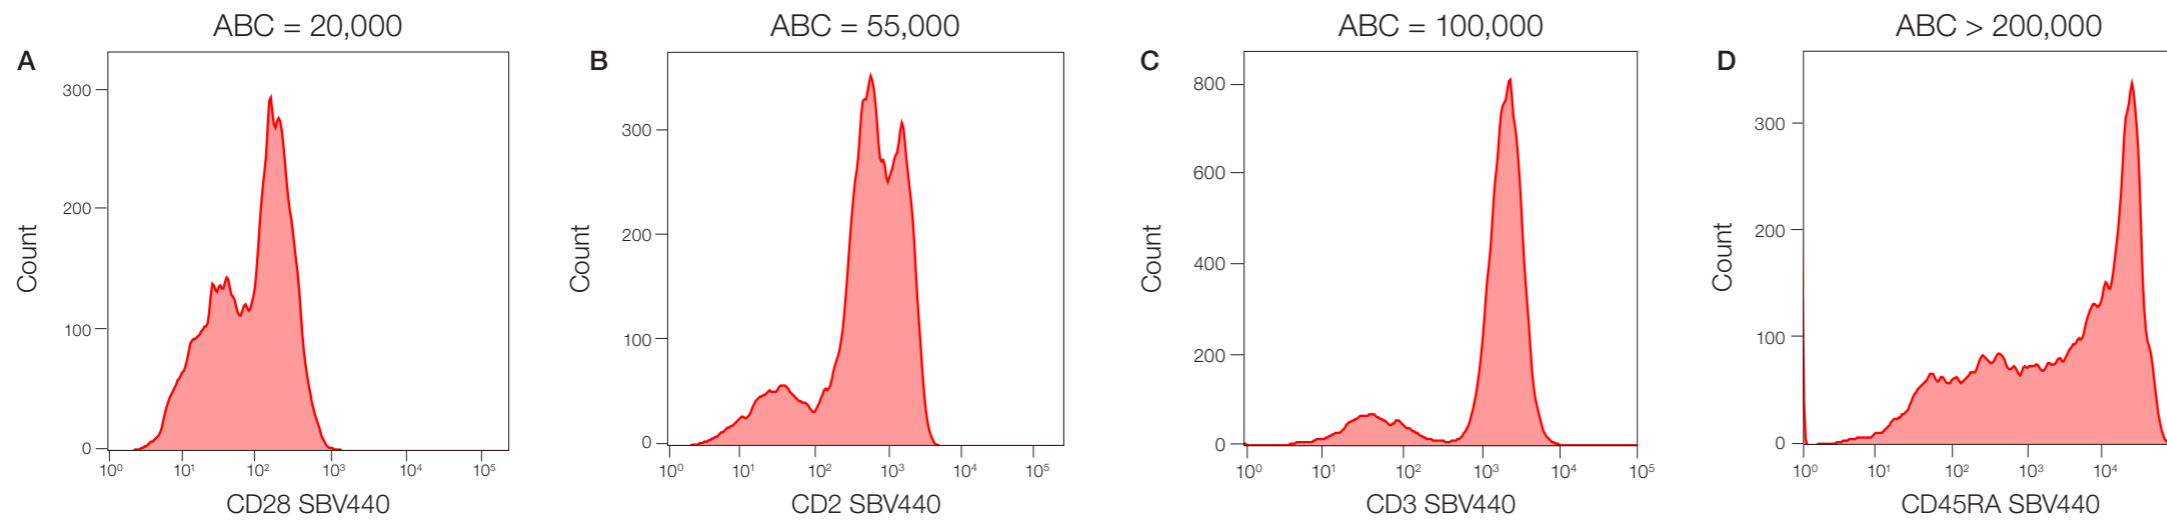 ABC = 20,000
A
300
200
100
0
Count
10⁰ 10¹ 10² 10³ 10⁴ 10⁵
CD28 SBV440
ABC = 55,000
B
300
200
100
0
Count
10⁰ 10¹ 10² 10³ 10⁴ 10⁵
CD2 SBV440
ABC = 100,000
C
800
600
400
200
0
Count
10⁰ 10¹ 10² 10³ 10⁴ 10⁵
CD3 SBV440
ABC > 200,000
D
300
200
100
0
Count
10⁰ 10¹ 10² 10³ 10⁴
CD45RA SBV440